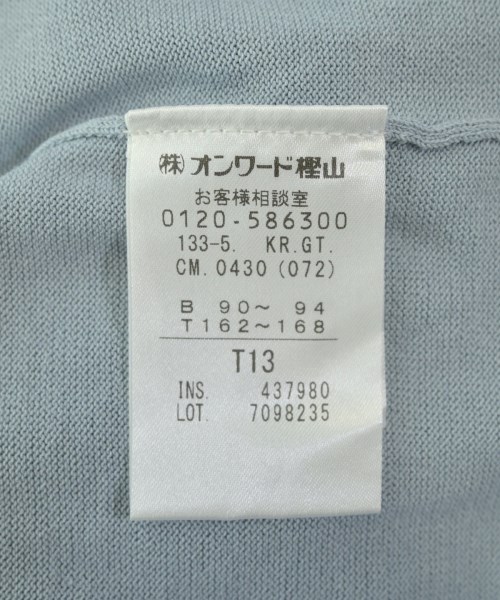 (株)オンワード樫山
お客様相談室
0120-586300
133-5. KR.GT.
CM.0430(072)
B 90～ 94
T162～168
T13
INS. 437980
LOT. 7098235